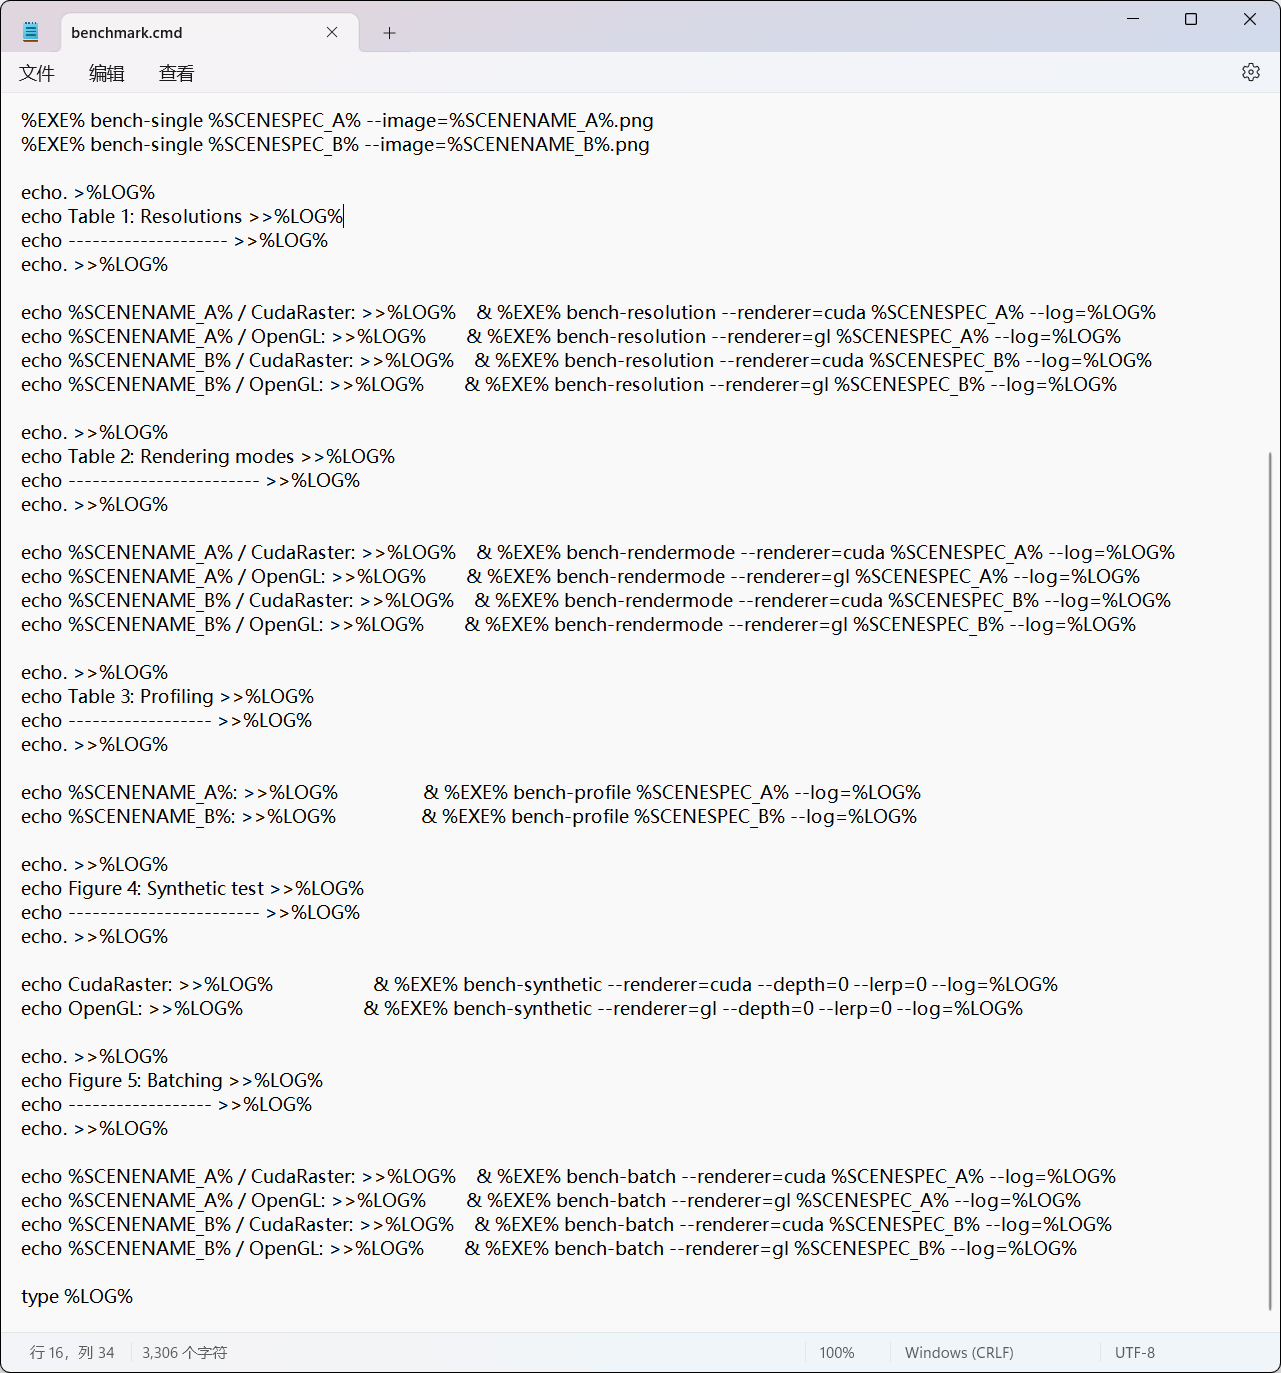 benchmark.cmd
文件 编辑 查看
%EXE% bench-single %SCENESPEC_A% --image=%SCENENAME_A%.png
%EXE% bench-single %SCENESPEC_B% --image=%SCENENAME_B%.png
echo. >%LOG%
echo Table 1: Resolutions >>%LOG%
echo -------------------- >>%LOG%
echo. >>%LOG%
echo %SCENENAME_A% / CudaRaster: >>%LOG%    & %EXE% bench-resolution --renderer=cuda %SCENESPEC_A% --log=%LOG%
echo %SCENENAME_A% / OpenGL: >>%LOG%        & %EXE% bench-resolution --renderer=gl %SCENESPEC_A% --log=%LOG%
echo %SCENENAME_B% / CudaRaster: >>%LOG%    & %EXE% bench-resolution --renderer=cuda %SCENESPEC_B% --log=%LOG%
echo %SCENENAME_B% / OpenGL: >>%LOG%        & %EXE% bench-resolution --renderer=gl %SCENESPEC_B% --log=%LOG%
echo. >>%LOG%
echo Table 2: Rendering modes >>%LOG%
echo ------------------------ >>%LOG%
echo. >>%LOG%
echo %SCENENAME_A% / CudaRaster: >>%LOG%    & %EXE% bench-rendermode --renderer=cuda %SCENESPEC_A% --log=%LOG%
echo %SCENENAME_A% / OpenGL: >>%LOG%        & %EXE% bench-rendermode --renderer=gl %SCENESPEC_A% --log=%LOG%
echo %SCENENAME_B% / CudaRaster: >>%LOG%    & %EXE% bench-rendermode --renderer=cuda %SCENESPEC_B% --log=%LOG%
echo %SCENENAME_B% / OpenGL: >>%LOG%        & %EXE% bench-rendermode --renderer=gl %SCENESPEC_B% --log=%LOG%
echo. >>%LOG%
echo Table 3: Profiling >>%LOG%
echo ------------------ >>%LOG%
echo. >>%LOG%
echo %SCENENAME_A%: >>%LOG%                 & %EXE% bench-profile %SCENESPEC_A% --log=%LOG%
echo %SCENENAME_B%: >>%LOG%                 & %EXE% bench-profile %SCENESPEC_B% --log=%LOG%
echo. >>%LOG%
echo Figure 4: Synthetic test >>%LOG%
echo ------------------------ >>%LOG%
echo. >>%LOG%
echo CudaRaster: >>%LOG%                    & %EXE% bench-synthetic --renderer=cuda --depth=0 --lerp=0 --log=%LOG%
echo OpenGL: >>%LOG%                        & %EXE% bench-synthetic --renderer=gl --depth=0 --lerp=0 --log=%LOG%
echo. >>%LOG%
echo Figure 5: Batching >>%LOG%
echo ------------------ >>%LOG%
echo. >>%LOG%
echo %SCENENAME_A% / CudaRaster: >>%LOG%    & %EXE% bench-batch --renderer=cuda %SCENESPEC_A% --log=%LOG%
echo %SCENENAME_A% / OpenGL: >>%LOG%        & %EXE% bench-batch --renderer=gl %SCENESPEC_A% --log=%LOG%
echo %SCENENAME_B% / CudaRaster: >>%LOG%    & %EXE% bench-batch --renderer=cuda %SCENESPEC_B% --log=%LOG%
echo %SCENENAME_B% / OpenGL: >>%LOG%        & %EXE% bench-batch --renderer=gl %SCENESPEC_B% --log=%LOG%
type %LOG%
行 16，列 34 3,306 个字符 100% Windows (CRLF) UTF-8